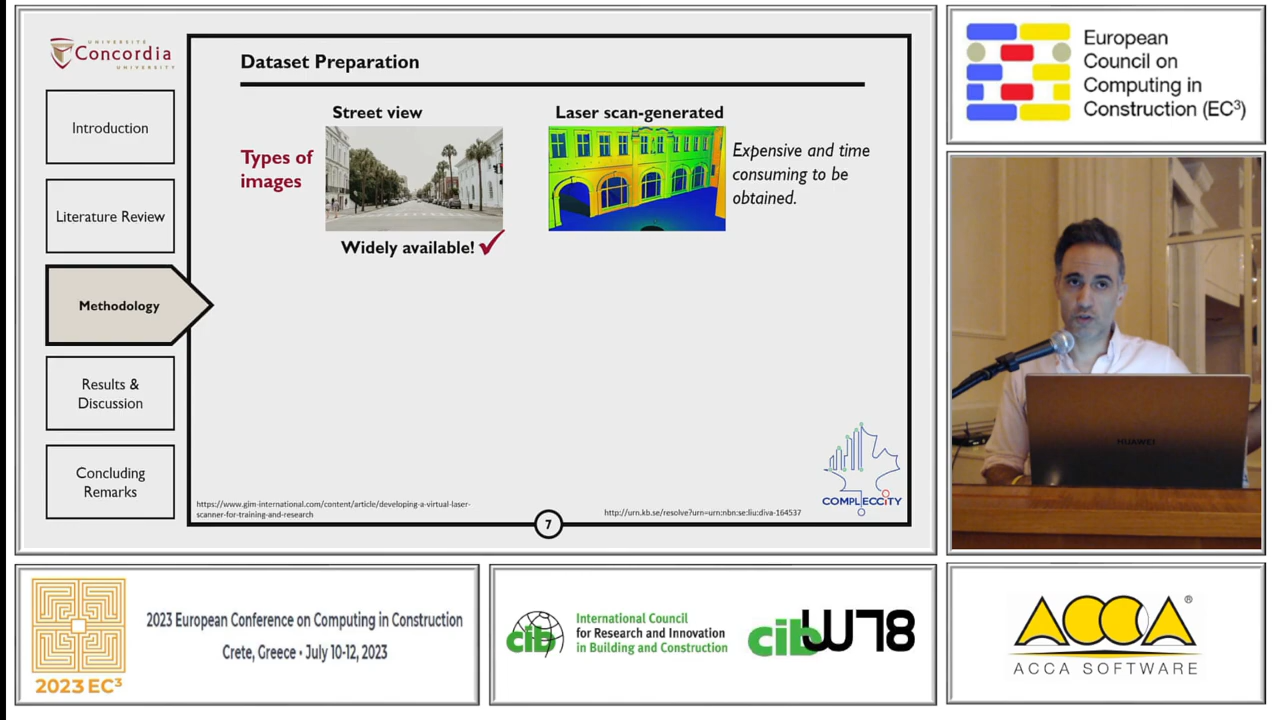 UNIVERSITÉ
Concordia
UNIVERSITY
Introduction
Literature Review
Methodology
Results &
Discussion
Concluding
Remarks
Dataset Preparation
Street view
Types of
images
Widely available!
Laser scan-generated
Expensive and time
consuming to be
obtained.
https://www.gim-international.com/content/article/developing-a-virtual-laser-
scanner-for-training-and-research
http://urn.kb.se/resolve?urn=urn:nbn:se:liu:diva-164537
COMPLECCITY
7
European
Council on
Computing in
Construction (EC³)
HUAWEI
2023 European Conference on Computing in Construction
Crete, Greece • July 10-12, 2023
2023 EC³
cib
International Council
for Research and Innovation
in Building and Construction
cib W78
ACCA
®
ACCA SOFTWARE